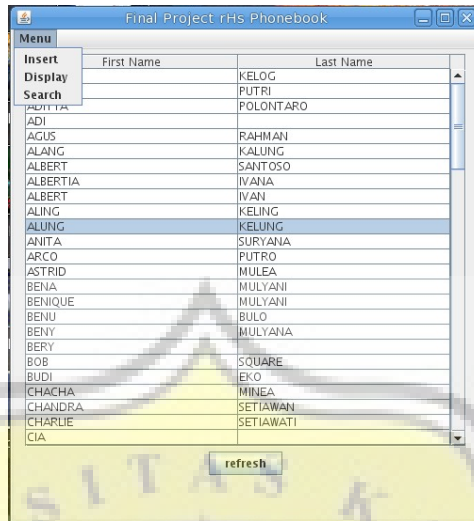 Final Project rHs Phonebook
Menu
Insert
Display
Search
First Name Last Name
KELOG
PUTRI
ADITYA POLONTARO
ADI
AGUS RAHMAN
ALANG KALUNG
ALBERT SANTOSO
ALBERTIA IVANA
ALBERT IVAN
ALING KELING
ALUNG KELUNG
ANITA SURYANA
ARCO PUTRO
ASTRID MULEA
BENA MULYANI
BENIQUE MULYANI
BENU BULO
BENY MULYANA
BERY
BOB SQUARE
BUDI EKO
CHACHA MINEA
CHANDRA SETIAWAN
CHARLIE SETIAWATI
CIA
refresh
S I T A S K